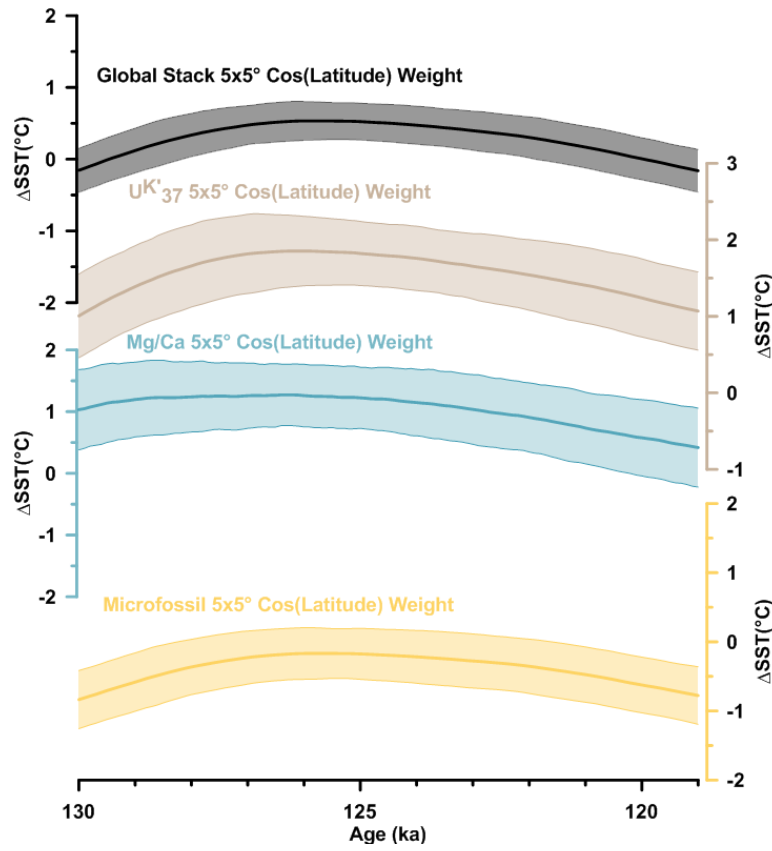 2
1
0
-1
-2
ΔSST(°C)
Global Stack 5x5° Cos(Latitude) Weight
3
2
1
0
-1
ΔSST(°C)
UK'37 5x5° Cos(Latitude) Weight
Mg/Ca 5x5° Cos(Latitude) Weight
2
1
0
-1
-2
ΔSST(°C)
2
1
0
-1
-2
ΔSST(°C)
Microfossil 5x5° Cos(Latitude) Weight
130 125 120
Age (ka)